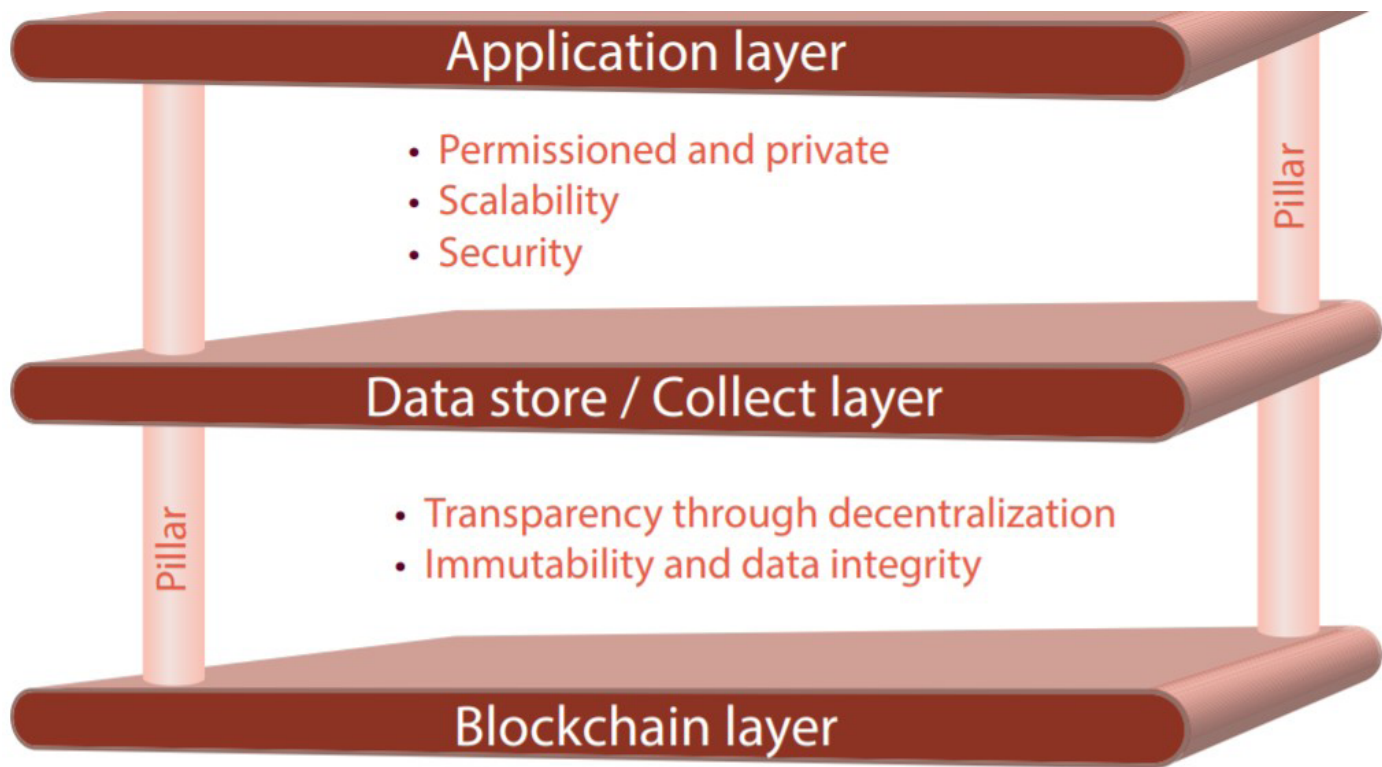 Application layer
• Permissioned and private
• Scalability
• Security
Pillar
Data store / Collect layer
• Transparency through decentralization
• Immutability and data integrity
Pillar
Blockchain layer